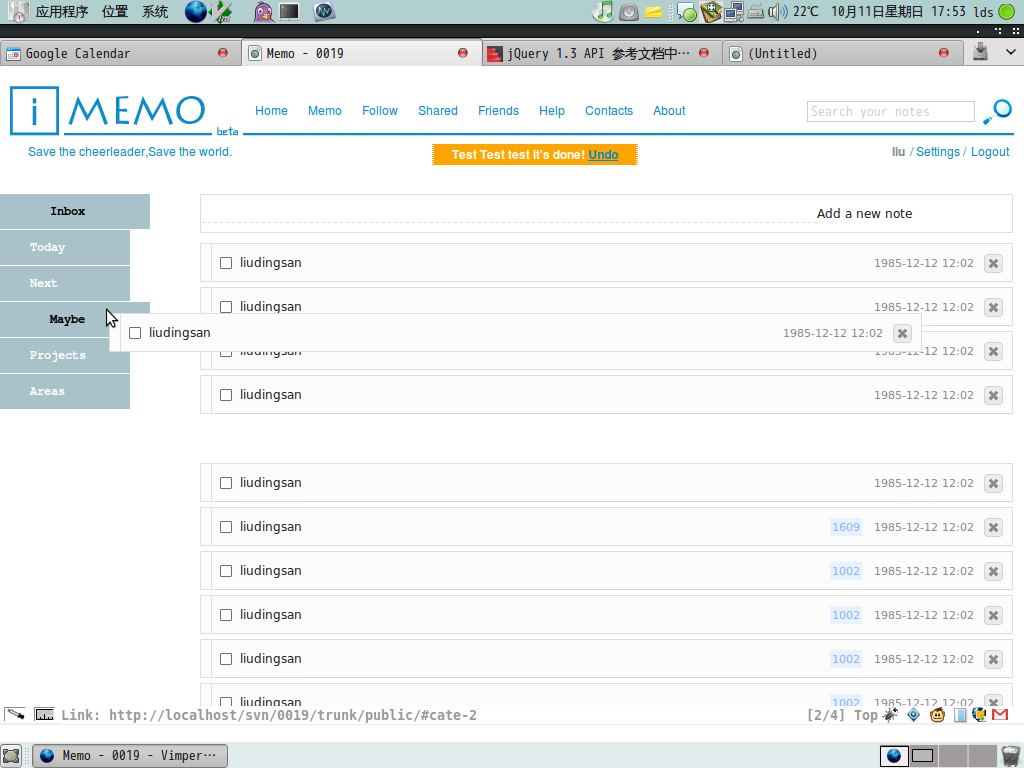 应用程序 位置 系统 22℃ 10月11日星期日 17:53 lds
Google Calendar Memo - 0019 jQuery 1.3 API 参考文档中… (Untitled)
i MEMO beta Home Memo Follow Shared Friends Help Contacts About Search your notes
Save the cheerleader,Save the world. Test Test test it's done! Undo liu / Settings / Logout
Inbox Add a new note
Today
liudingsan 1985-12-12 12:02
Next
liudingsan 1985-12-12 12:02
Maybe
liudingsan 1985-12-12 12:02
liudingsan 1985-12-12 12:02
Projects
Areas
liudingsan 1985-12-12 12:02
liudingsan 1985-12-12 12:02
liudingsan 1609 1985-12-12 12:02
liudingsan 1002 1985-12-12 12:02
liudingsan 1002 1985-12-12 12:02
liudingsan 1002 1985-12-12 12:02
liudingsan 1002 1985-12-12 12:02
Link: http://localhost/svn/0019/trunk/public/#cate-2 [2/4] Top
Memo - 0019 - Vimper…